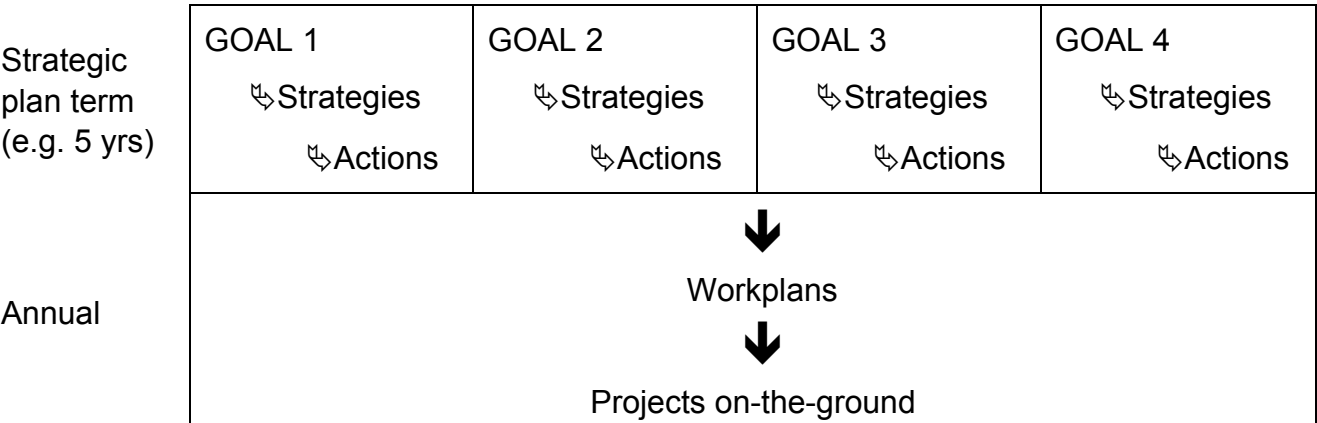 Strategic
plan term
(e.g. 5 yrs)
GOAL 1
⮡Strategies
⮡Actions
GOAL 2
⮡Strategies
⮡Actions
GOAL 3
⮡Strategies
⮡Actions
GOAL 4
⮡Strategies
⮡Actions
Annual
🡻
Workplans
🡻
Projects on-the-ground